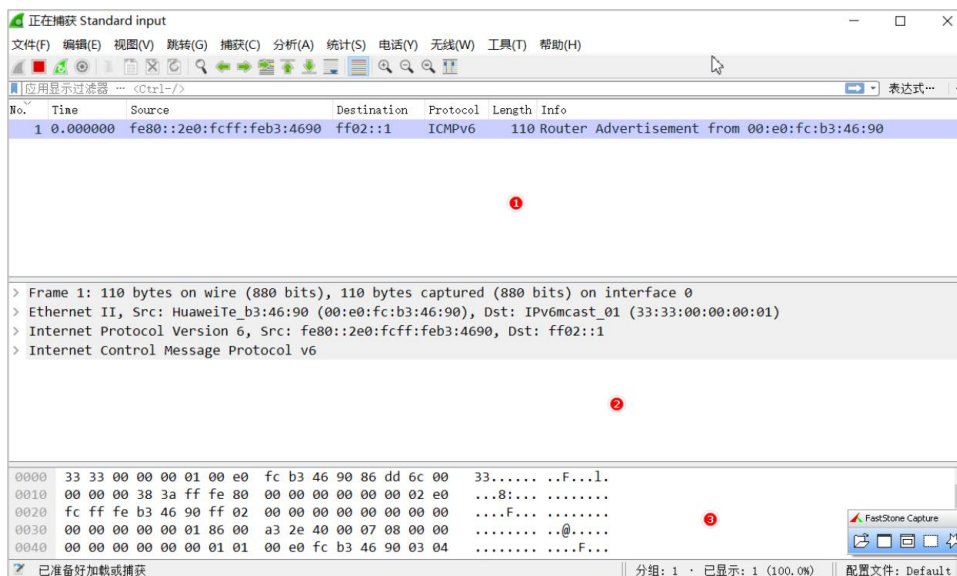 正在捕获 Standard input
文件(F) 编辑(E) 视图(V) 跳转(G) 捕获(C) 分析(A) 统计(S) 电话(Y) 无线(W) 工具(T) 帮助(H)
应用显示过滤器 … <Ctrl-/> 表达式…
No. Time Source Destination Protocol Length Info
1 0.000000 fe80::2e0:fcff:feb3:4690 ff02::1 ICMPv6 110 Router Advertisement from 00:e0:fc:b3:46:90
1
> Frame 1: 110 bytes on wire (880 bits), 110 bytes captured (880 bits) on interface 0
> Ethernet II, Src: HuaweiTe_b3:46:90 (00:e0:fc:b3:46:90), Dst: IPv6mcast_01 (33:33:00:00:00:01)
> Internet Protocol Version 6, Src: fe80::2e0:fcff:feb3:4690, Dst: ff02::1
> Internet Control Message Protocol v6
2
0000 33 33 00 00 00 01 00 e0 fc b3 46 90 86 dd 6c 00 33...... ..F...l.
0010 00 00 00 38 3a ff fe 80 00 00 00 00 00 00 02 e0 ...8:... ........
0020 fc ff fe b3 46 90 ff 02 00 00 00 00 00 00 00 00 ....F... ........
0030 00 00 00 00 00 01 86 00 a3 2e 40 00 07 08 00 00 ........ ..@.....
0040 00 00 00 00 00 00 01 01 00 e0 fc b3 46 90 03 04 ........ ....F...
3
FastStone Capture
已准备好加载或捕获 分组: 1 · 已显示: 1 (100.0%) 配置文件: Default